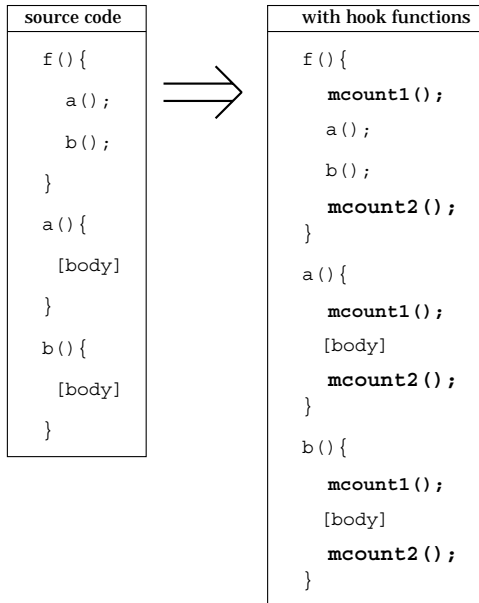 source code
f(){
a();
b();
}
a(){
[body]
}
b(){
[body]
}
with hook functions
f(){
mcount1();
a();
b();
mcount2();
}
a(){
mcount1();
[body]
mcount2();
}
b(){
mcount1();
[body]
mcount2();
}